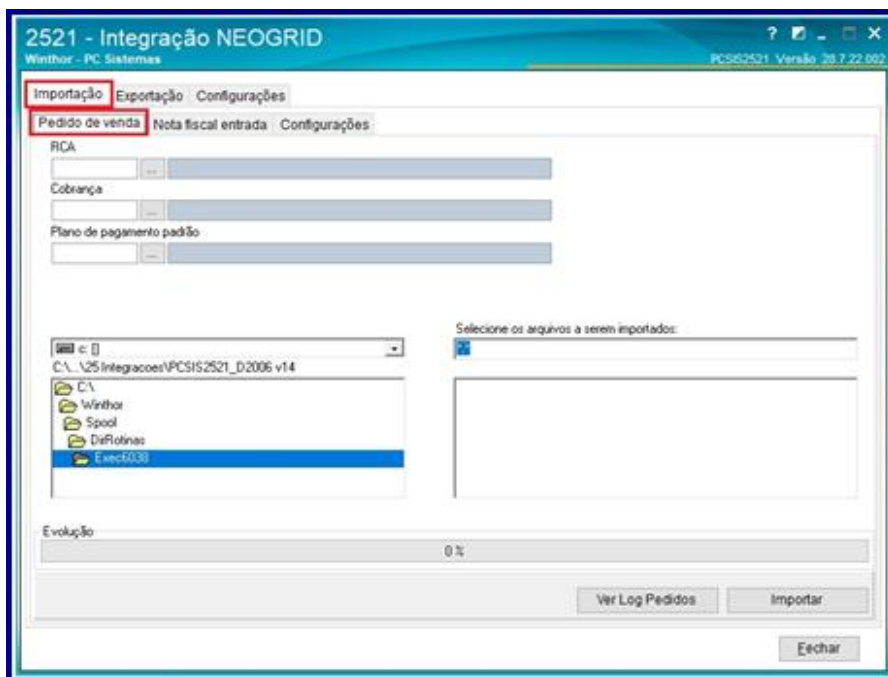 2521 - Integração NEOGRID
Winthor - PC Sistemas
PCSIS2521 Versão 28.7.22.002
Importação Exportação Configurações
Pedido de venda Nota fiscal entrada Configurações
RCA
...
Cobrança
...
Plano de pagamento padrão
...
Selecione os arquivos a serem importados:
c: []
*.*
C:\...\25 Integracoes\PCSIS2521_D2006 v14
C:\
Winthor
Spool
DirRotinas
Exec6038
Evolução
0 %
Ver Log Pedidos Importar
Fechar